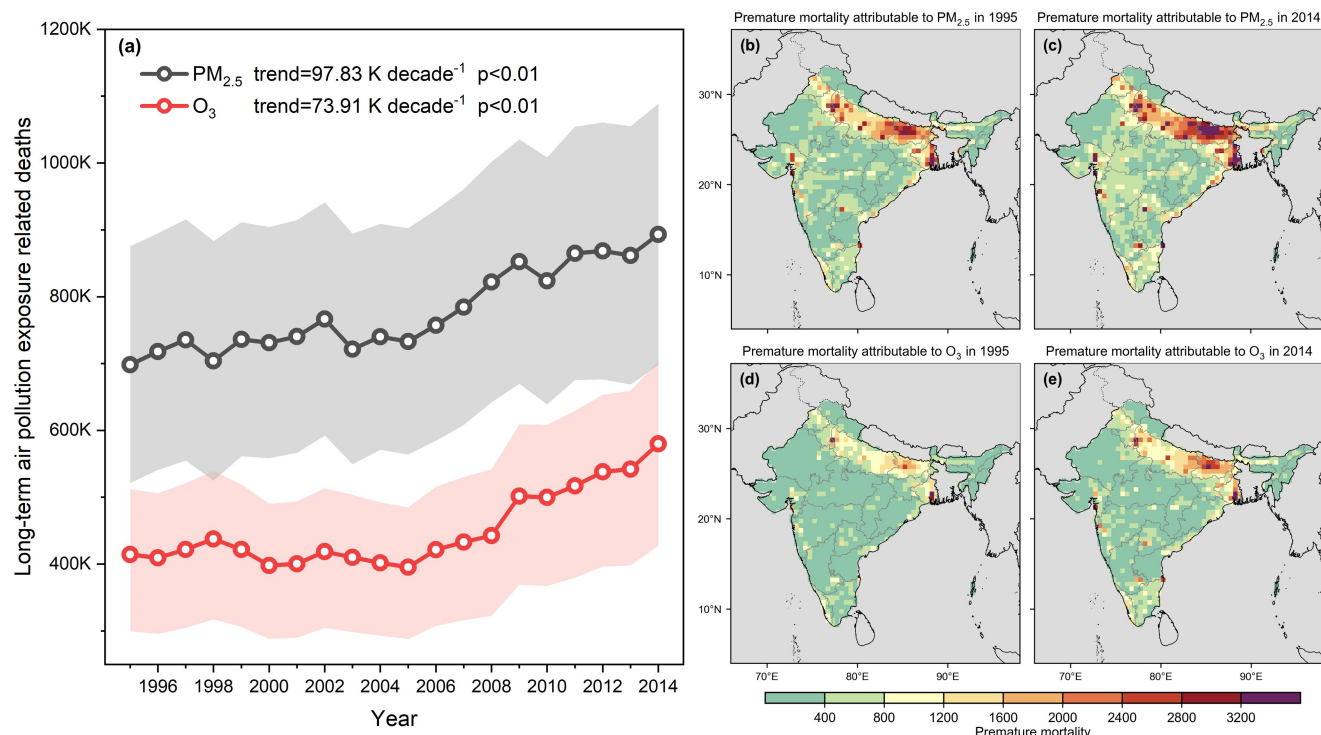 (a)
PM2.5 trend=97.83 K decade-1 p<0.01
O3 trend=73.91 K decade-1 p<0.01
Long-term air pollution exposure related deaths
1200K
1000K
800K
600K
400K
1996 1998 2000 2002 2004 2006 2008 2010 2012 2014
Year
Premature mortality attributable to PM2.5 in 1995
(b)
30°N
20°N
10°N
Premature mortality attributable to PM2.5 in 2014
(c)
Premature mortality attributable to O3 in 1995
(d)
30°N
20°N
10°N
70°E 80°E 90°E
Premature mortality attributable to O3 in 2014
(e)
70°E 80°E 90°E
400 800 1200 1600 2000 2400 2800 3200
Premature mortality